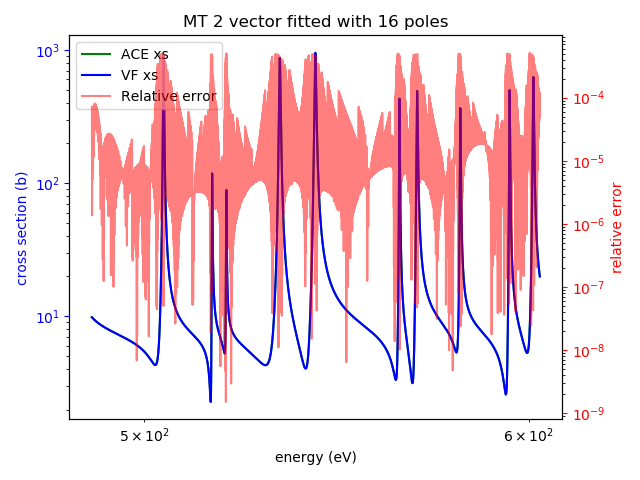 MT 2 vector fitted with 16 poles
ACE xs
VF xs
Relative error
10³
10²
10¹
cross section (b)
10⁻⁴
10⁻⁵
10⁻⁶
10⁻⁷
10⁻⁸
10⁻⁹
relative error
5 × 10² 6 × 10²
energy (eV)